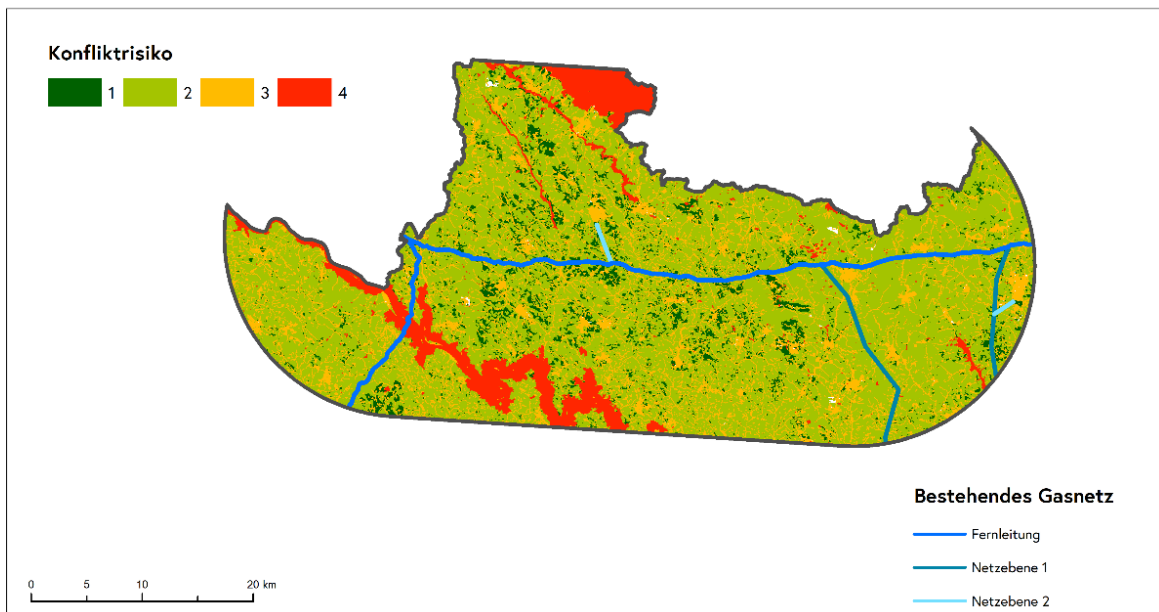 Konfliktrisiko
1 2 3 4
Bestehendes Gasnetz
Fernleitung
Netzebene 1
Netzebene 2
0 5 10 20 km